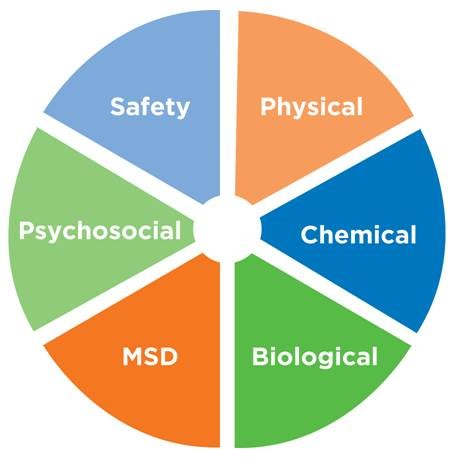 Safety
Physical
Psychosocial
Chemical
MSD
Biological